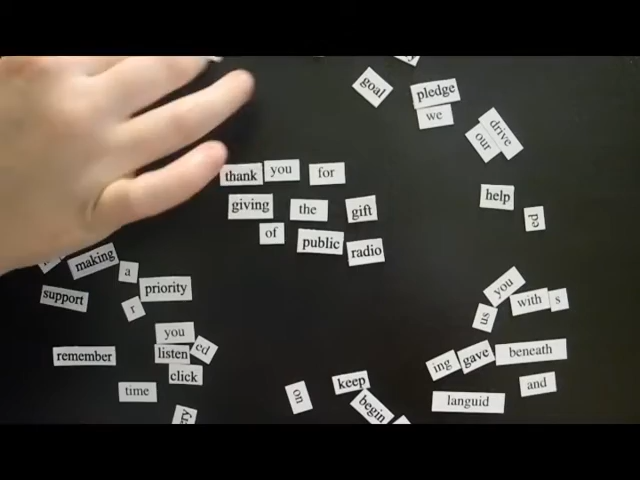 goal
pledge
we
drive
our
thank you for
giving the gift
of public radio
help
ed
making
a
priority
support
r
you
with s
us
you
listen ed
click
remember
time
ing gave beneath
and
languid
on
keep
begin